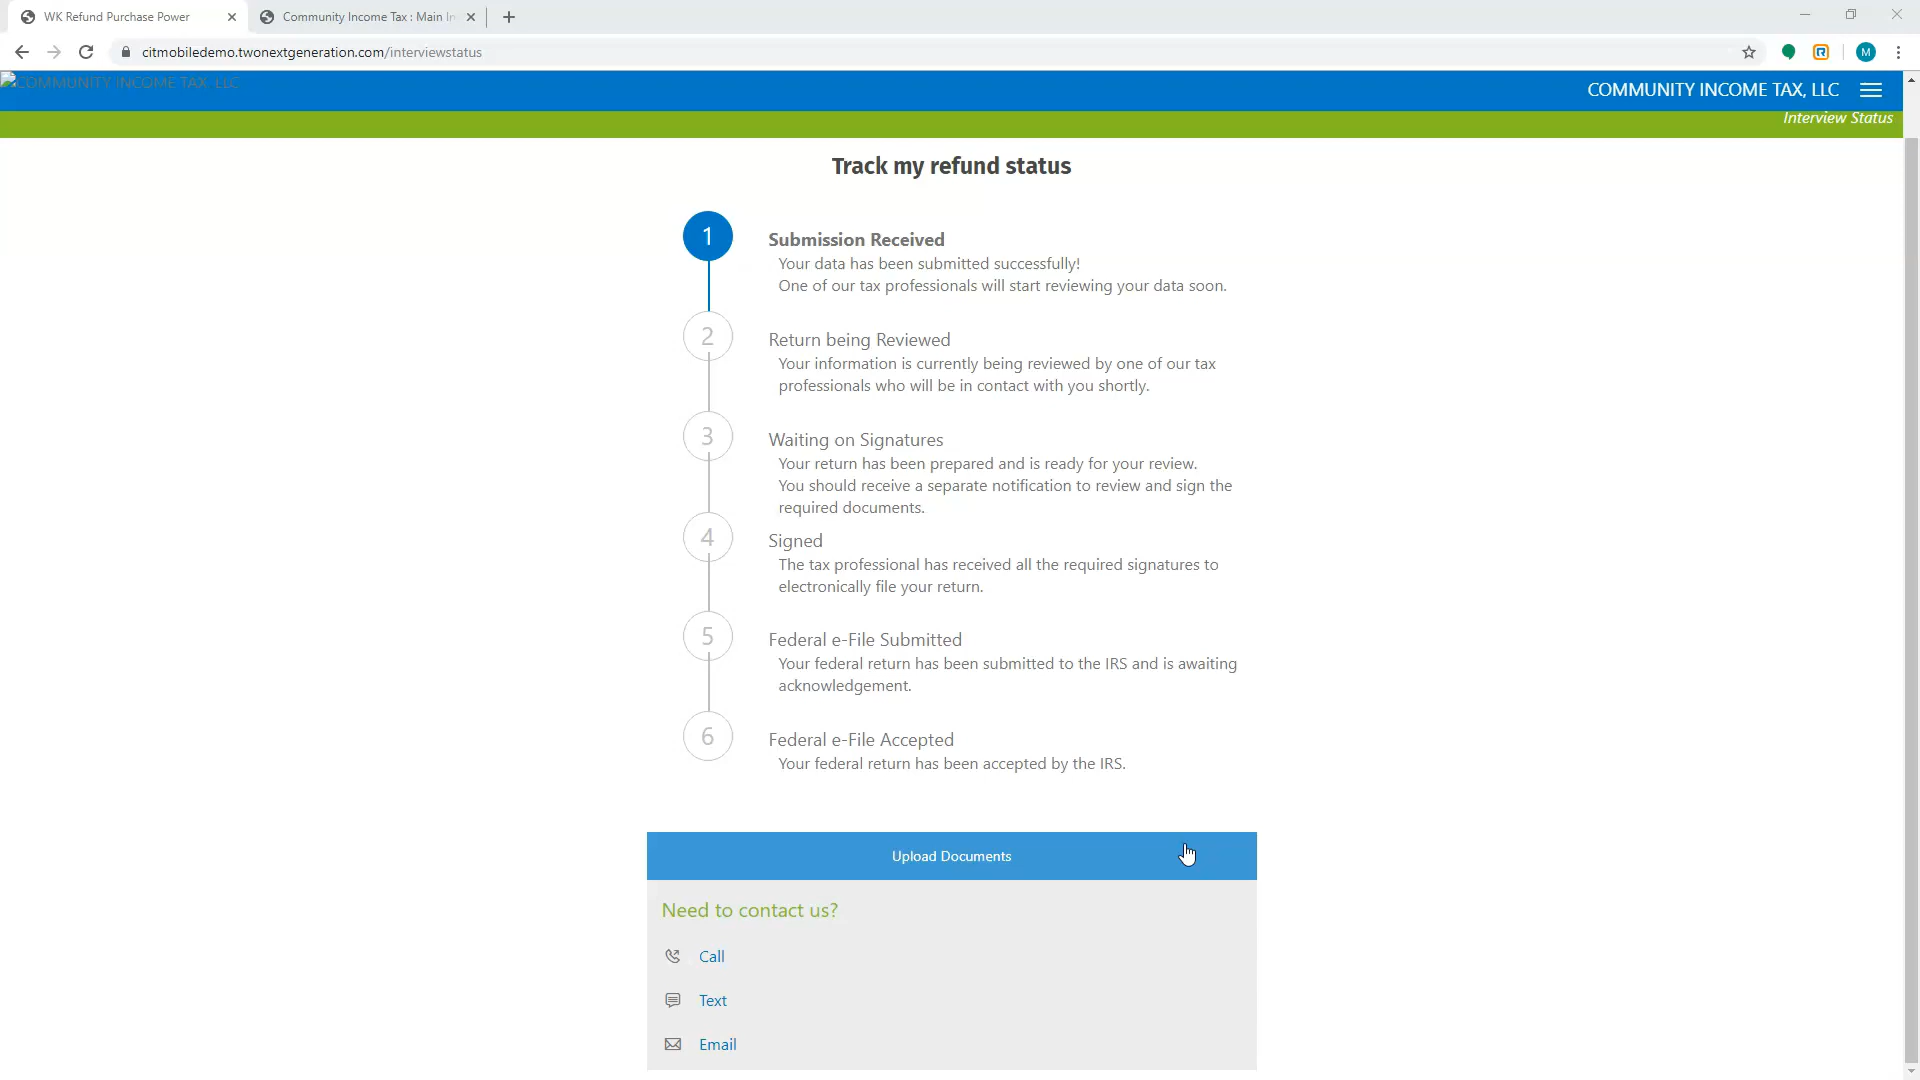 WK Refund Purchase Power
Community Income Tax : Main In
citmobiledemo.twonextgeneration.com/interviewstatus
M
COMMUNITY INCOME TAX, LLC
COMMUNITY INCOME TAX, LLC
Interview Status
Track my refund status
1
Submission Received
Your data has been submitted successfully!
One of our tax professionals will start reviewing your data soon.
2
Return being Reviewed
Your information is currently being reviewed by one of our tax
professionals who will be in contact with you shortly.
3
Waiting on Signatures
Your return has been prepared and is ready for your review.
You should receive a separate notification to review and sign the
required documents.
4
Signed
The tax professional has received all the required signatures to
electronically file your return.
5
Federal e-File Submitted
Your federal return has been submitted to the IRS and is awaiting
acknowledgement.
6
Federal e-File Accepted
Your federal return has been accepted by the IRS.
Upload Documents
Need to contact us?
Call
Text
Email